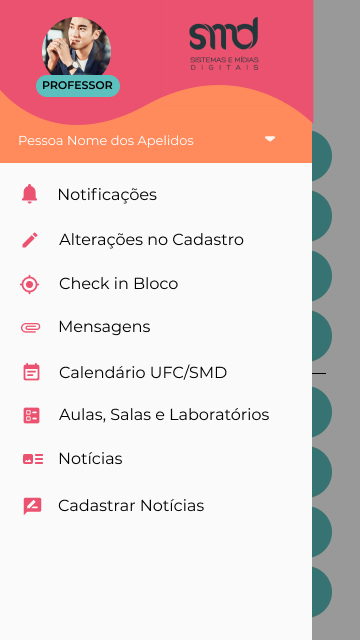 smd
SISTEMAS E MÍDIAS
DIGITAIS
PROFESSOR
Pessoa Nome dos Apelidos
Notificações
Alterações no Cadastro
Check in Bloco
Mensagens
Calendário UFC/SMD
Aulas, Salas e Laboratórios
Notícias
Cadastrar Notícias